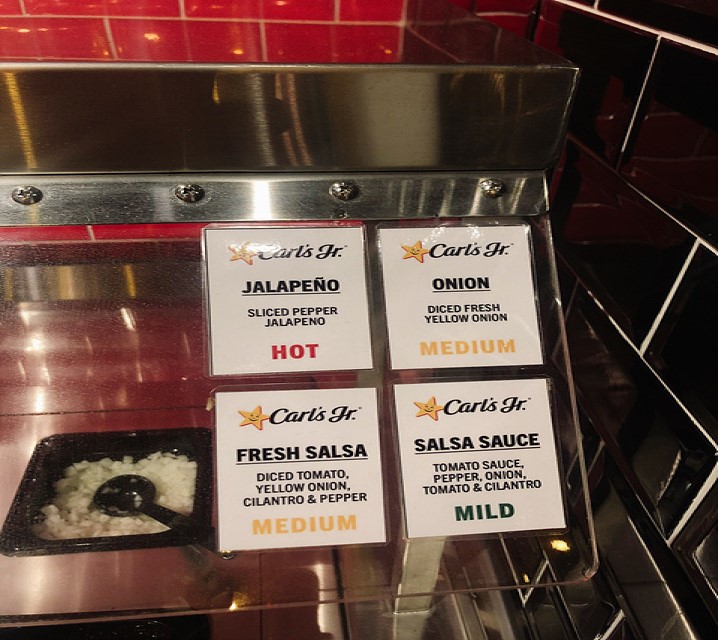 Carl's Jr.
JALAPEÑO
SLICED PEPPER
JALAPENO
HOT
Carl's Jr.
ONION
DICED FRESH
YELLOW ONION
MEDIUM
Carl's Jr.
FRESH SALSA
DICED TOMATO,
YELLOW ONION,
CILANTRO & PEPPER
MEDIUM
Carl's Jr.
SALSA SAUCE
TOMATO SAUCE,
PEPPER, ONION,
TOMATO & CILANTRO
MILD